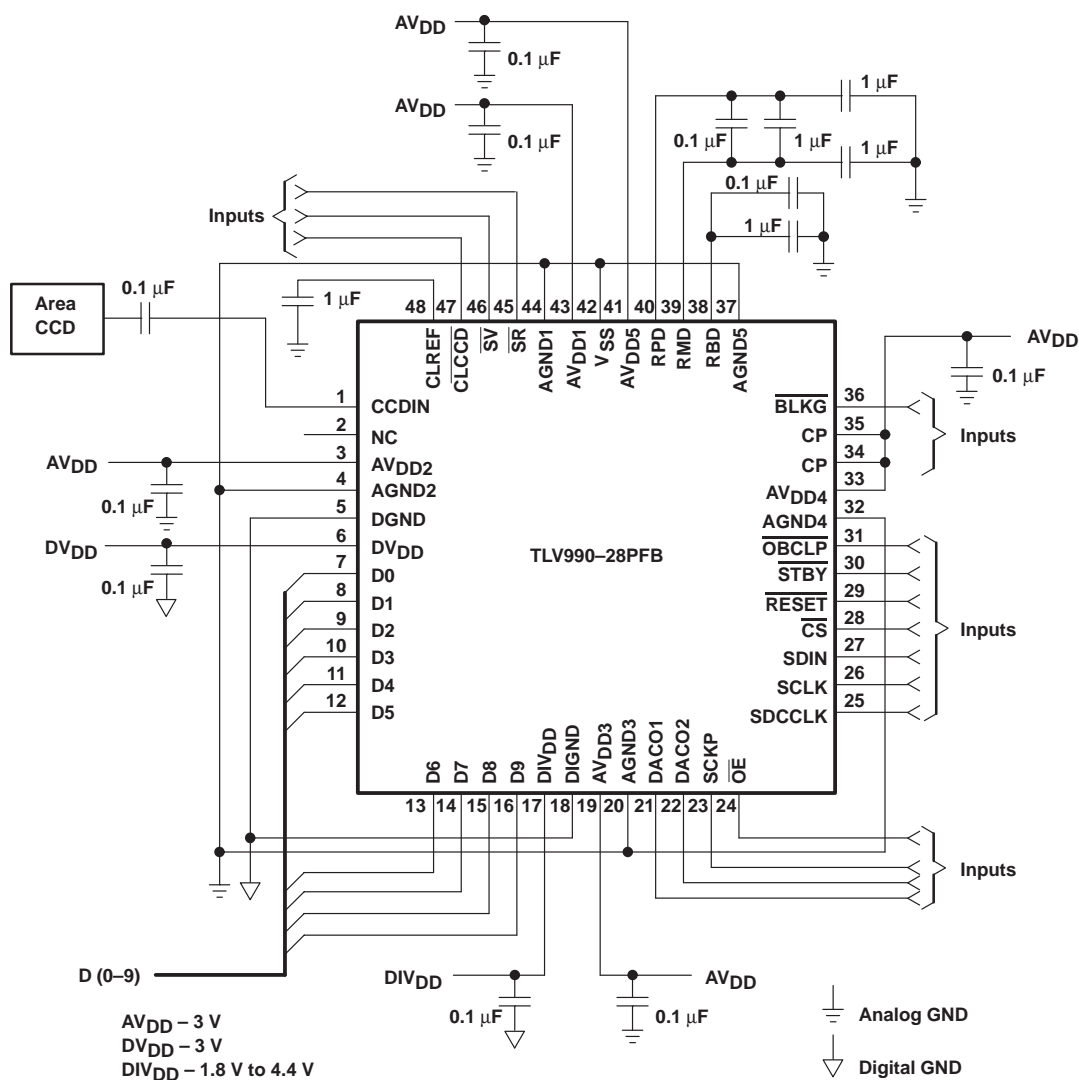 AVDD
0.1 μF
AVDD
0.1 μF
1 μF
0.1 μF
1 μF
1 μF
0.1 μF
1 μF
Inputs
Area
CCD
0.1 μF
1 μF
48 47 46 45 44 43 42 41 40 39 38 37
CLREF
CLCCD
SV
SR
AGND1
AVDD1
VSS
AVDD5
RPD
RMD
RBD
AGND5
AVDD
0.1 μF
1 CCDIN
2 NC
3 AVDD2
4 AGND2
5 DGND
6 DVDD
7 D0
8 D1
9 D2
10 D3
11 D4
12 D5
AVDD
0.1 μF
DVDD
0.1 μF
TLV990–28PFB
BLKG 36
CP 35
CP 34
AVDD4 33
AGND4 32
OBCLP 31
STBY 30
RESET 29
CS 28
SDIN 27
SCLK 26
SDCCLK 25
Inputs
Inputs
D6
D7
D8
D9
DIVDD
DIGND
AVDD3
AGND3
DACO1
DACO2
SCKP
OE
13 14 15 16 17 18 19 20 21 22 23 24
Inputs
D (0–9)
DIVDD
0.1 μF
AVDD
0.1 μF
AVDD – 3 V
DVDD – 3 V
DIVDD – 1.8 V to 4.4 V
Analog GND
Digital GND